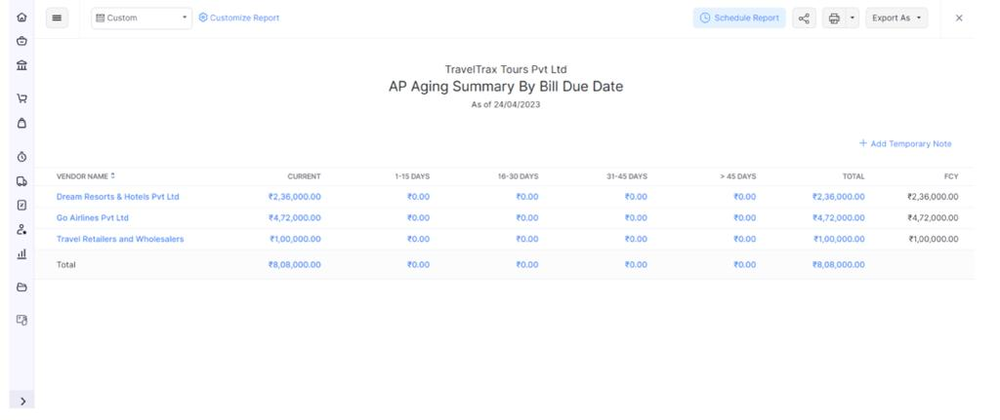 Custom Customize Report Schedule Report Export As
TravelTrax Tours Pvt Ltd
AP Aging Summary By Bill Due Date
As of 24/04/2023
+ Add Temporary Note
VENDOR NAME CURRENT 1-15 DAYS 16-30 DAYS 31-45 DAYS > 45 DAYS TOTAL FCY
Dream Resorts & Hotels Pvt Ltd ₹2,36,000.00 ₹0.00 ₹0.00 ₹0.00 ₹0.00 ₹2,36,000.00 ₹2,36,000.00
Go Airlines Pvt Ltd ₹4,72,000.00 ₹0.00 ₹0.00 ₹0.00 ₹0.00 ₹4,72,000.00 ₹4,72,000.00
Travel Retailers and Wholesalers ₹1,00,000.00 ₹0.00 ₹0.00 ₹0.00 ₹0.00 ₹1,00,000.00 ₹1,00,000.00
Total ₹8,08,000.00 ₹0.00 ₹0.00 ₹0.00 ₹0.00 ₹8,08,000.00